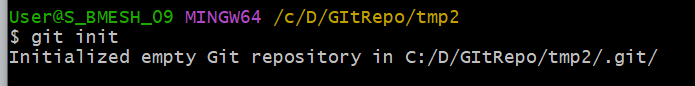 User@S_BMESH_09 MINGW64 /c/D/GItRepo/tmp2
$ git init
Initialized empty Git repository in C:/D/GItRepo/tmp2/.git/